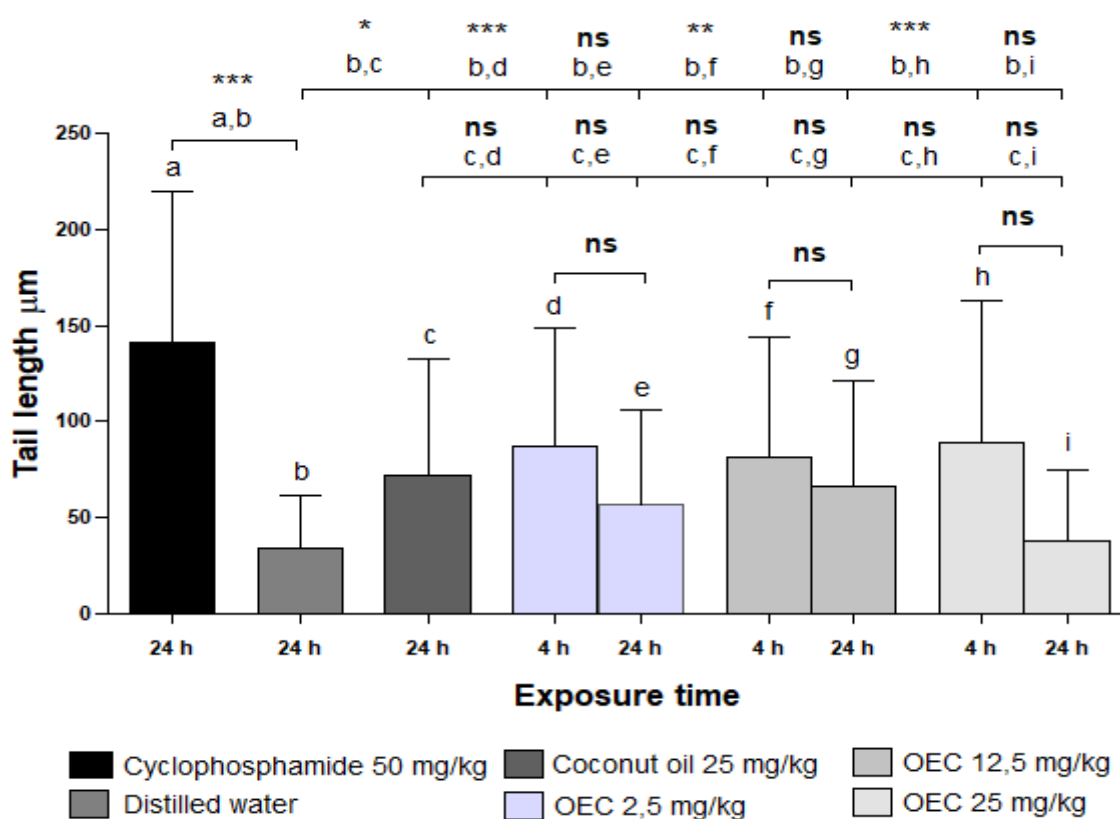 * *** ns ** ns *** ns
b,c b,d b,e b,f b,g b,h b,i
***
a,b
ns ns ns ns ns ns
c,d c,e c,f c,g c,h c,i
ns ns ns
a b c d e f g h i
250
200
150
100
50
0
Tail length μm
24 h 24 h 24 h 4 h 24 h 4 h 24 h 4 h 24 h
Exposure time
Cyclophosphamide 50 mg/kg Coconut oil 25 mg/kg OEC 12,5 mg/kg
Distilled water OEC 2,5 mg/kg OEC 25 mg/kg